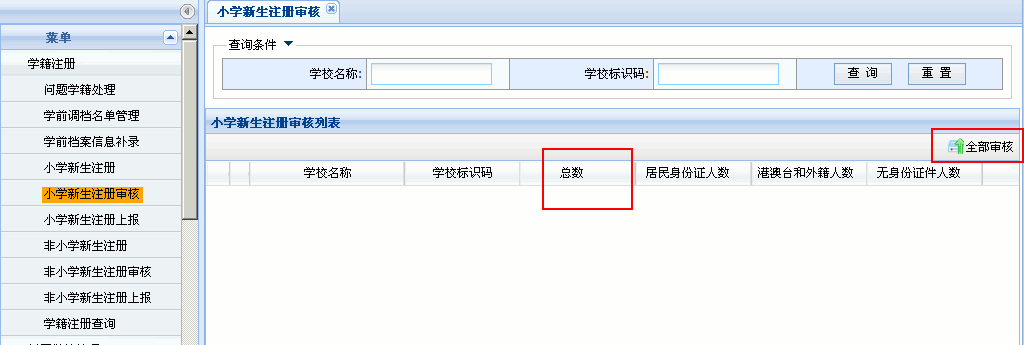 小学新生注册审核
菜单
学籍注册
问题学籍处理
学前调档名单管理
学前档案信息补录
小学新生注册
小学新生注册审核
小学新生注册上报
非小学新生注册
非小学新生注册审核
非小学新生注册上报
学籍注册查询
查询条件
学校名称: 学校标识码: 查 询 重 置
小学新生注册审核列表
全部审核
学校名称 学校标识码 总数 居民身份证人数 港澳台和外籍人数 无身份证件人数